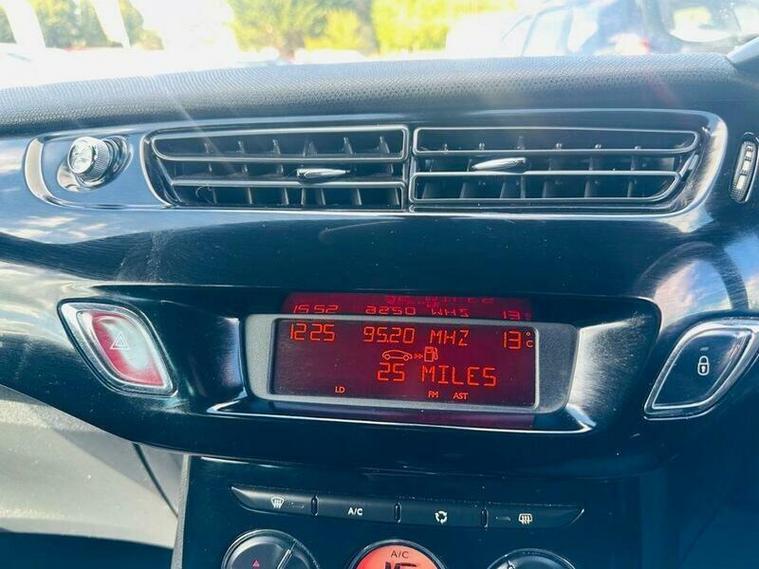 12:25 95.20 MHZ 13°C
25 MILES
LD FM AST
A/C
A/C